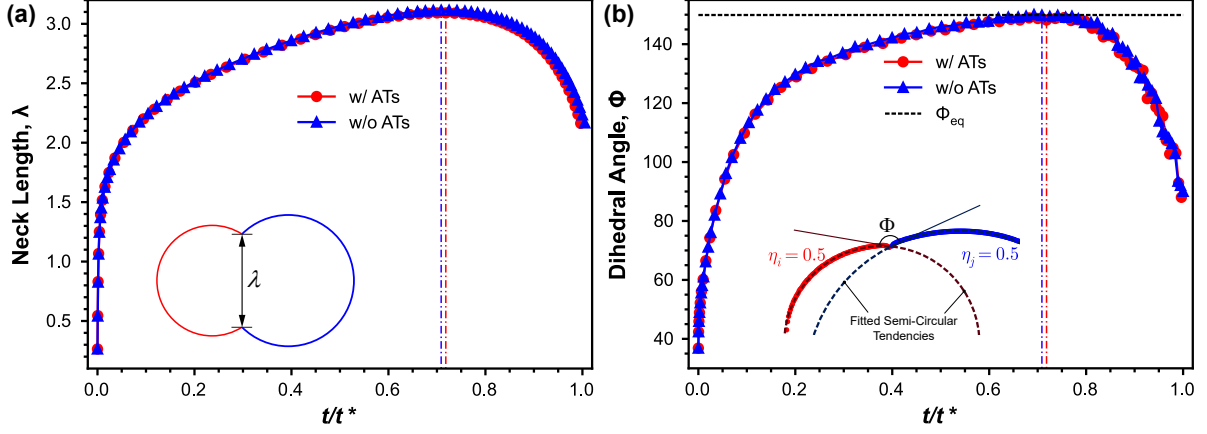 (a)
Neck Length, λ
3.0
2.5
2.0
1.5
1.0
0.5
w/ ATs
w/o ATs
λ
0.0 0.2 0.4 0.6 0.8 1.0
t/t*
(b)
Dihedral Angle, Φ
140
120
100
80
60
40
w/ ATs
w/o ATs
Φeq
Φ
ηi = 0.5
ηj = 0.5
Fitted Semi-Circular
Tendencies
0.0 0.2 0.4 0.6 0.8 1.0
t/t*